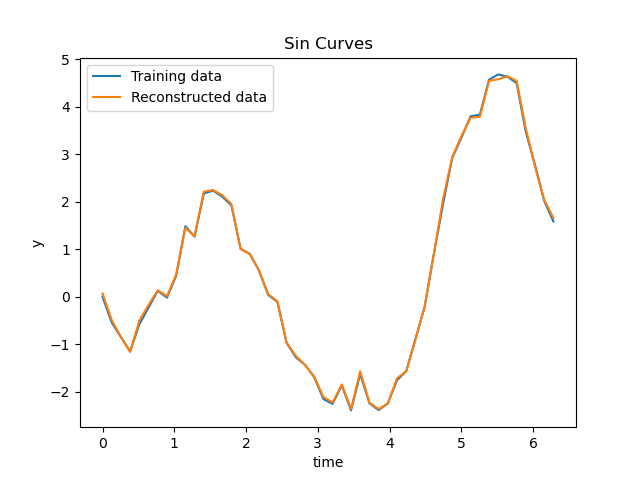 Sin Curves
Training data
Reconstructed data
5
4
3
2
1
0
−1
−2
y
0 1 2 3 4 5 6
time